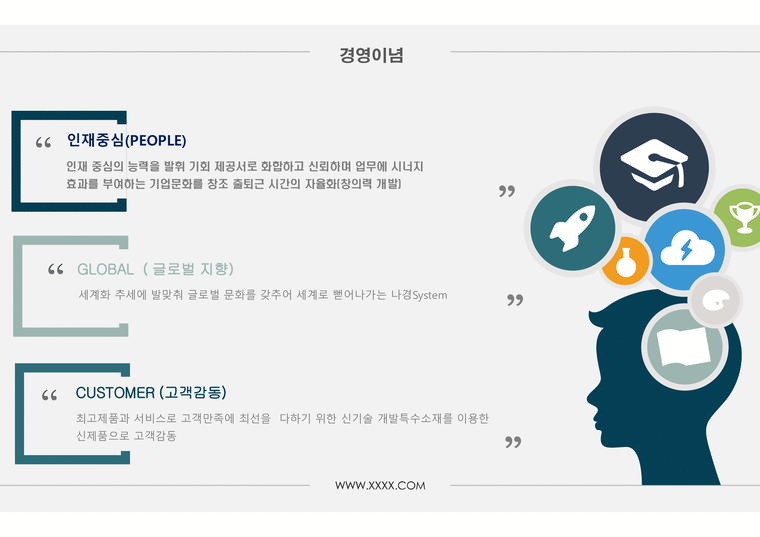 경영이념
“ 인재중심(PEOPLE)
인재 중심의 능력을 발휘 기회 제공서로 화합하고 신뢰하며 업무에 시너지
효과를 부여하는 기업문화를 창조 출퇴근 시간의 자율화(창의력 개발)
”
“ GLOBAL ( 글로벌 지향)
세계화 추세에 발맞춰 글로벌 문화를 갖추어 세계로 뻗어나가는 나경System
”
“ CUSTOMER (고객감동)
최고제품과 서비스로 고객만족에 최선을 다하기 위한 신기술 개발특수소재를 이용한
신제품으로 고객감동
”
WWW.XXXX.COM